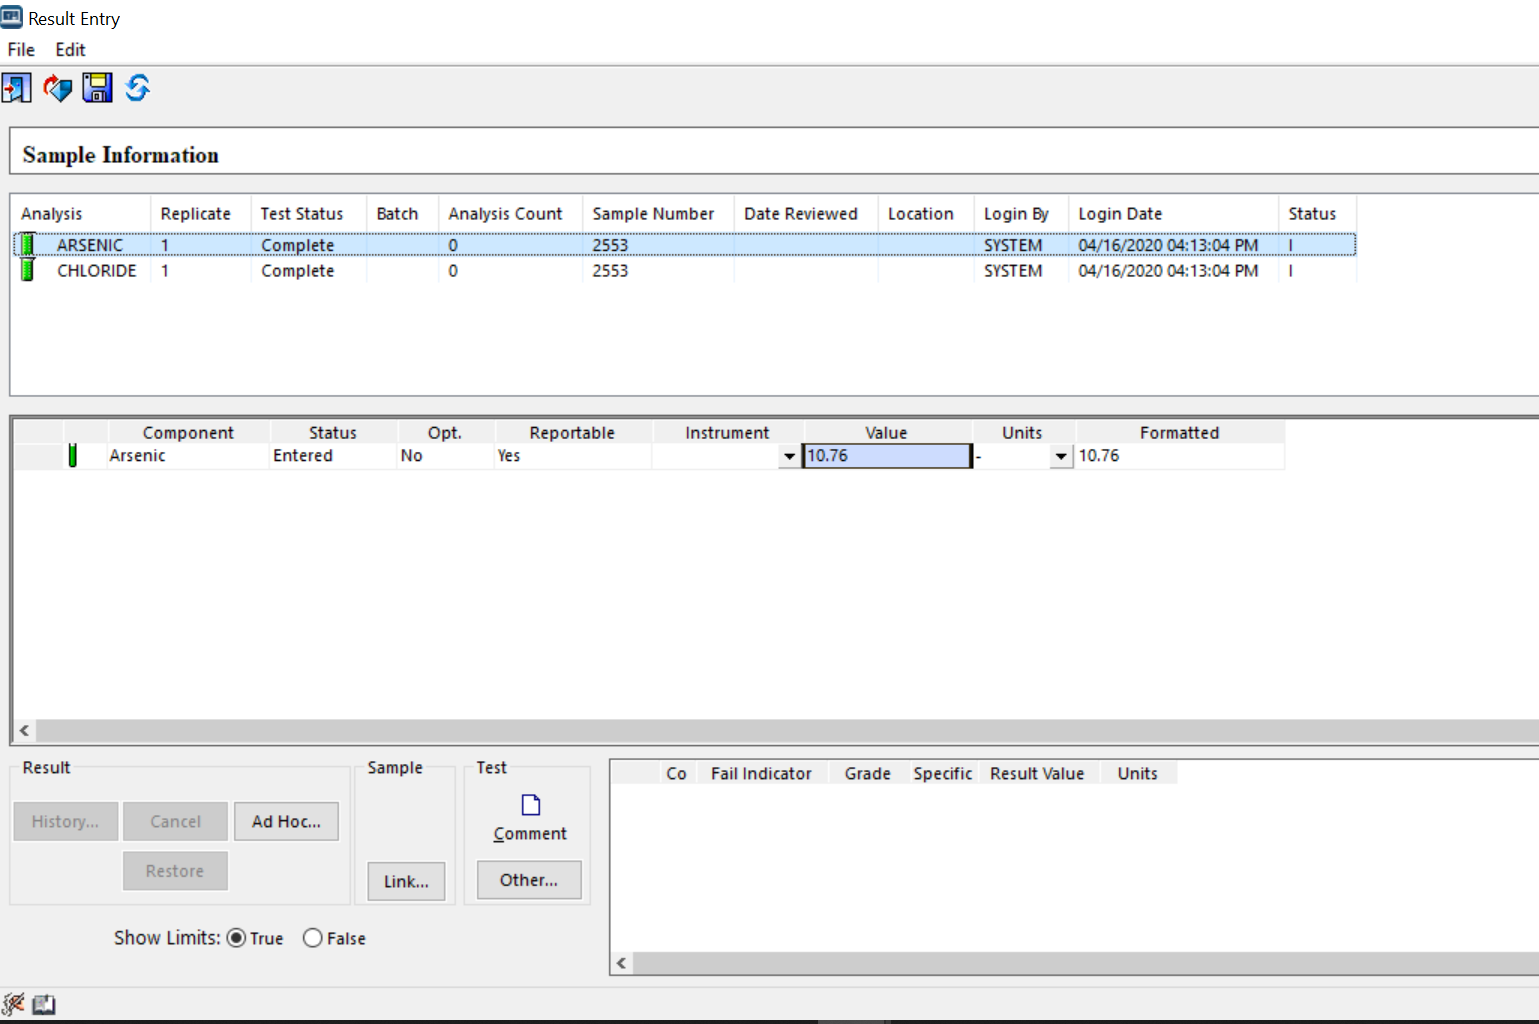 Result Entry
File Edit
Sample Information
Analysis Replicate Test Status Batch Analysis Count Sample Number Date Reviewed Location Login By Login Date Status
ARSENIC 1 Complete 0 2553 SYSTEM 04/16/2020 04:13:04 PM I
CHLORIDE 1 Complete 0 2553 SYSTEM 04/16/2020 04:13:04 PM I
Component Status Opt. Reportable Instrument Value Units Formatted
Arsenic Entered No Yes 10.76 - 10.76
Result Sample Test
Co Fail Indicator Grade Specific Result Value Units
History... Cancel Ad Hoc...
Comment
Restore
Link... Other...
Show Limits: True False